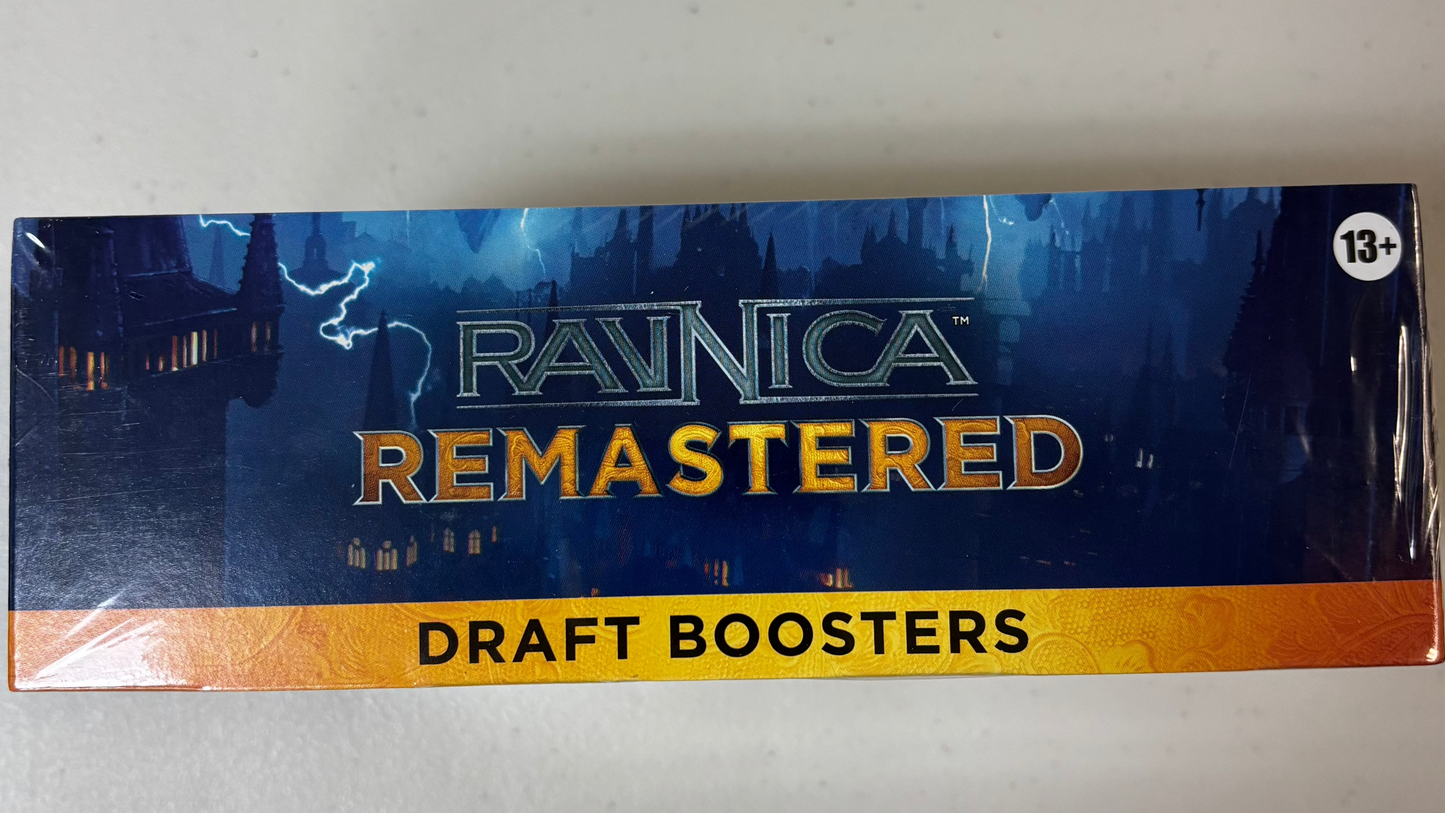 13+
RAVNICA™
REMASTERED
DRAFT BOOSTERS